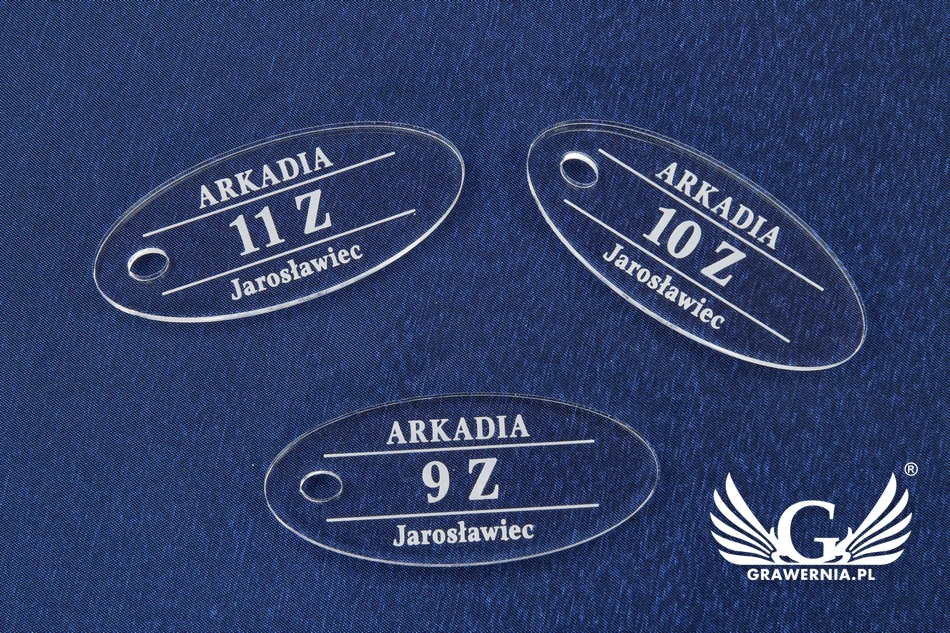 ARKADIA
11 Z
Jarosławiec
ARKADIA
10 Z
Jarosławiec
ARKADIA
9 Z
Jarosławiec
G
®
GRAWERNIA.PL